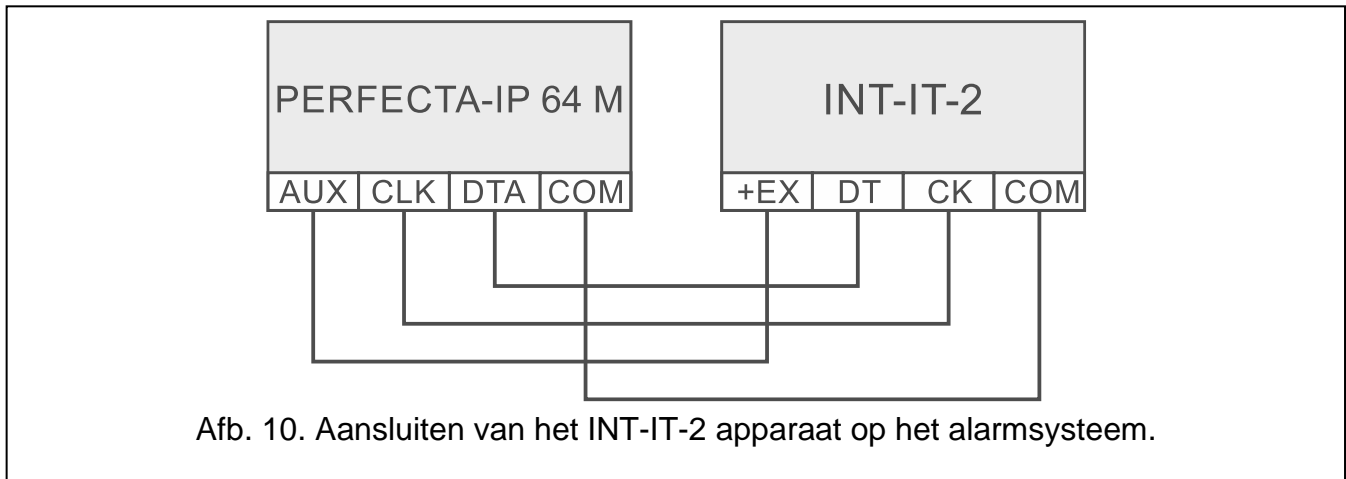 PERFECTA-IP 64 M
INT-IT-2
AUX CLK DTA COM
+EX DT CK COM
Afb. 10. Aansluiten van het INT-IT-2 apparaat op het alarmsysteem.